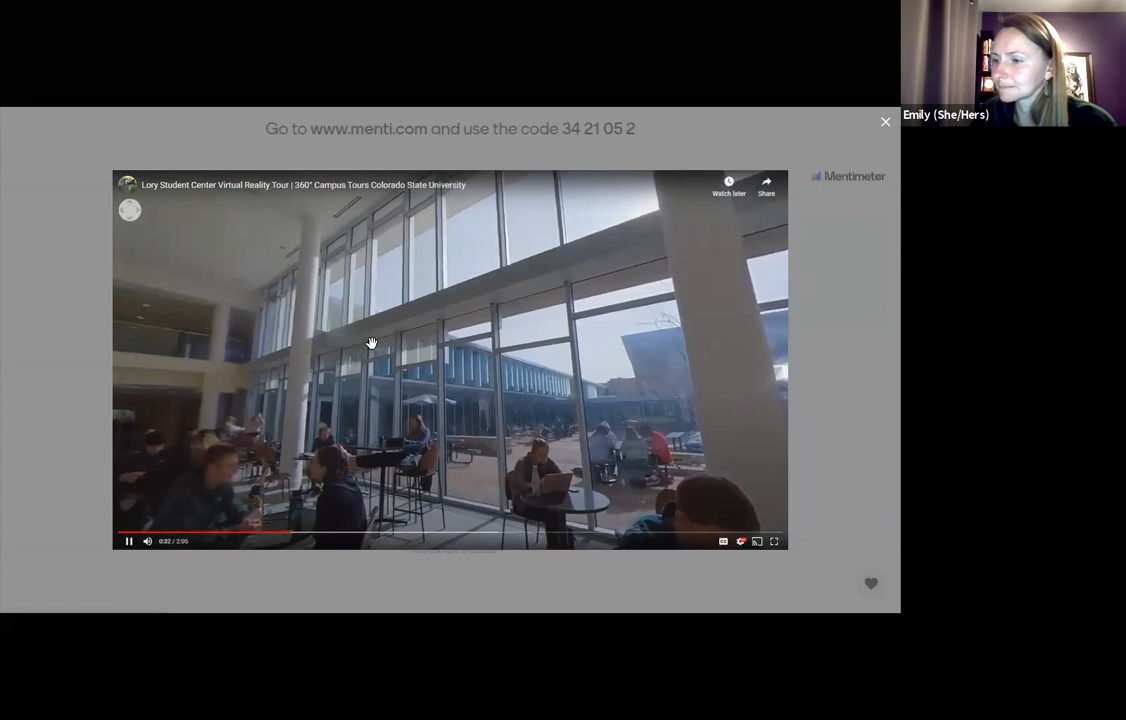 Go to www.menti.com and use the code 34 21 05 2
Emily (She/Hers)
Mentimeter
Lory Student Center Virtual Reality Tour | 360° Campus Tours Colorado State University
Watch later
Share
0:32 / 2:05